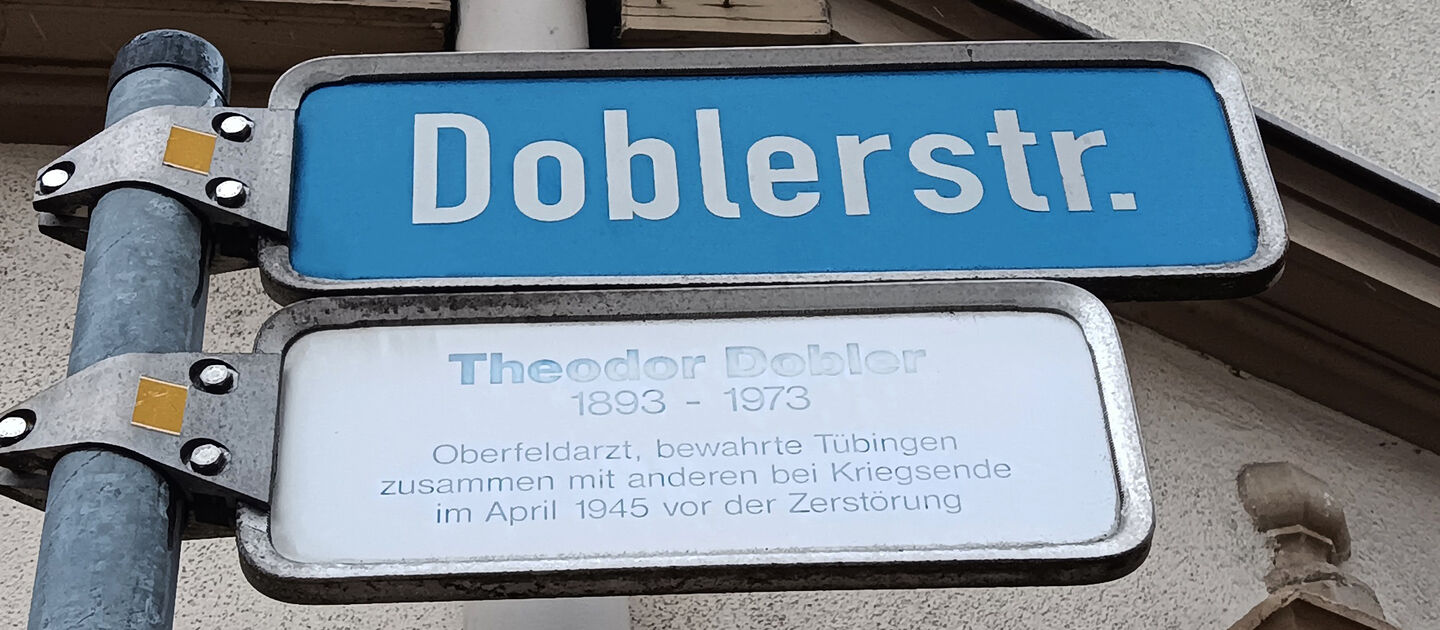 Doblerstr.
Theodor Dobler
1893 - 1973
Oberfeldarzt, bewahrte Tübingen
zusammen mit anderen bei Kriegsende
im April 1945 vor der Zerstörung